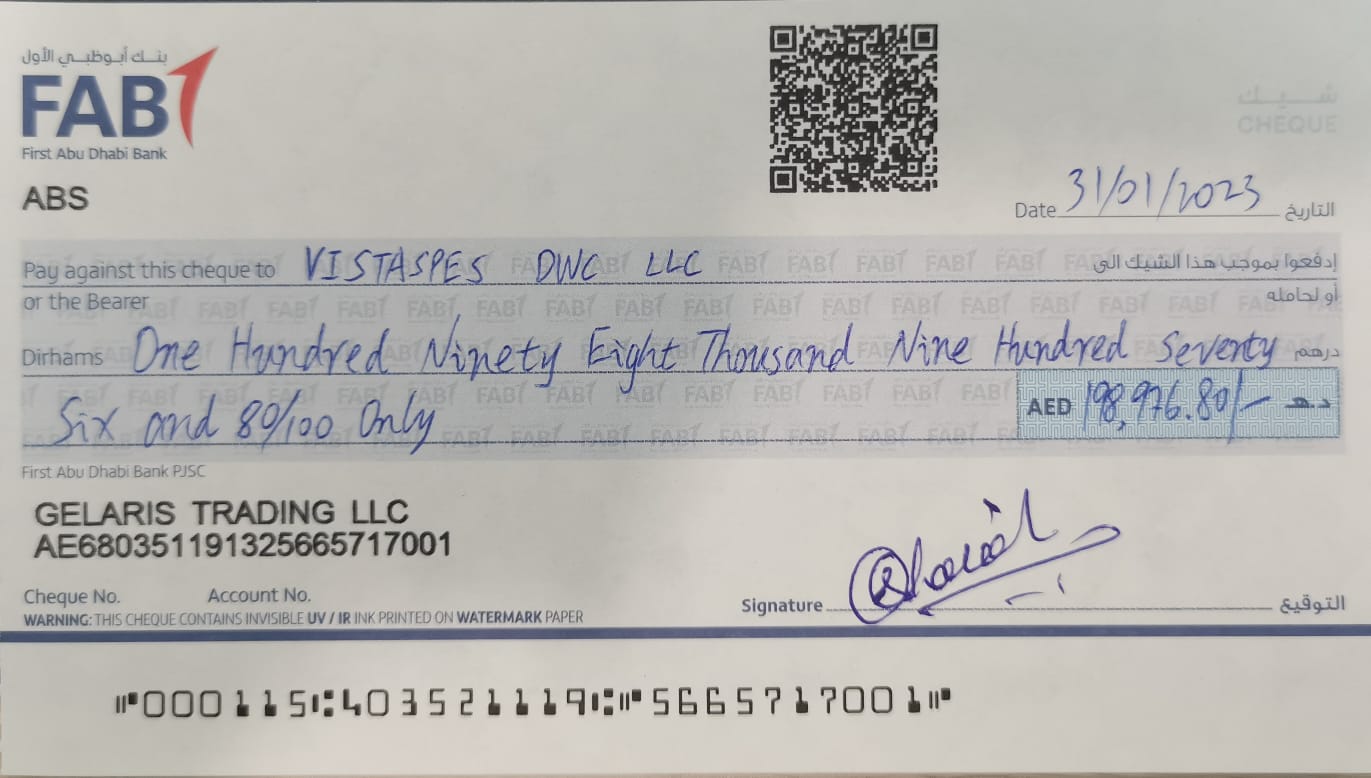 بنك أبوظبي الأول
FAB
First Abu Dhabi Bank
شيك
CHEQUE
ABS
Date 31/01/2023 التاريخ
Pay against this cheque to VISTASPES DWC LLC إدفعوا بموجب هذا الشيك الى
or the Bearer أو لحامله
Dirhams One Hundred Ninety Eight Thousand Nine Hundred Seventy درهم
Six and 80/100 Only AED 198,976.80/- د.هـ
First Abu Dhabi Bank PJSC
GELARIS TRADING LLC
AE680351191325665717001
Cheque No. Account No.
Signature التوقيع
WARNING: THIS CHEQUE CONTAINS INVISIBLE UV / IR INK PRINTED ON WATERMARK PAPER
⑈000115⑆403521119⑆⑈5665717001⑈